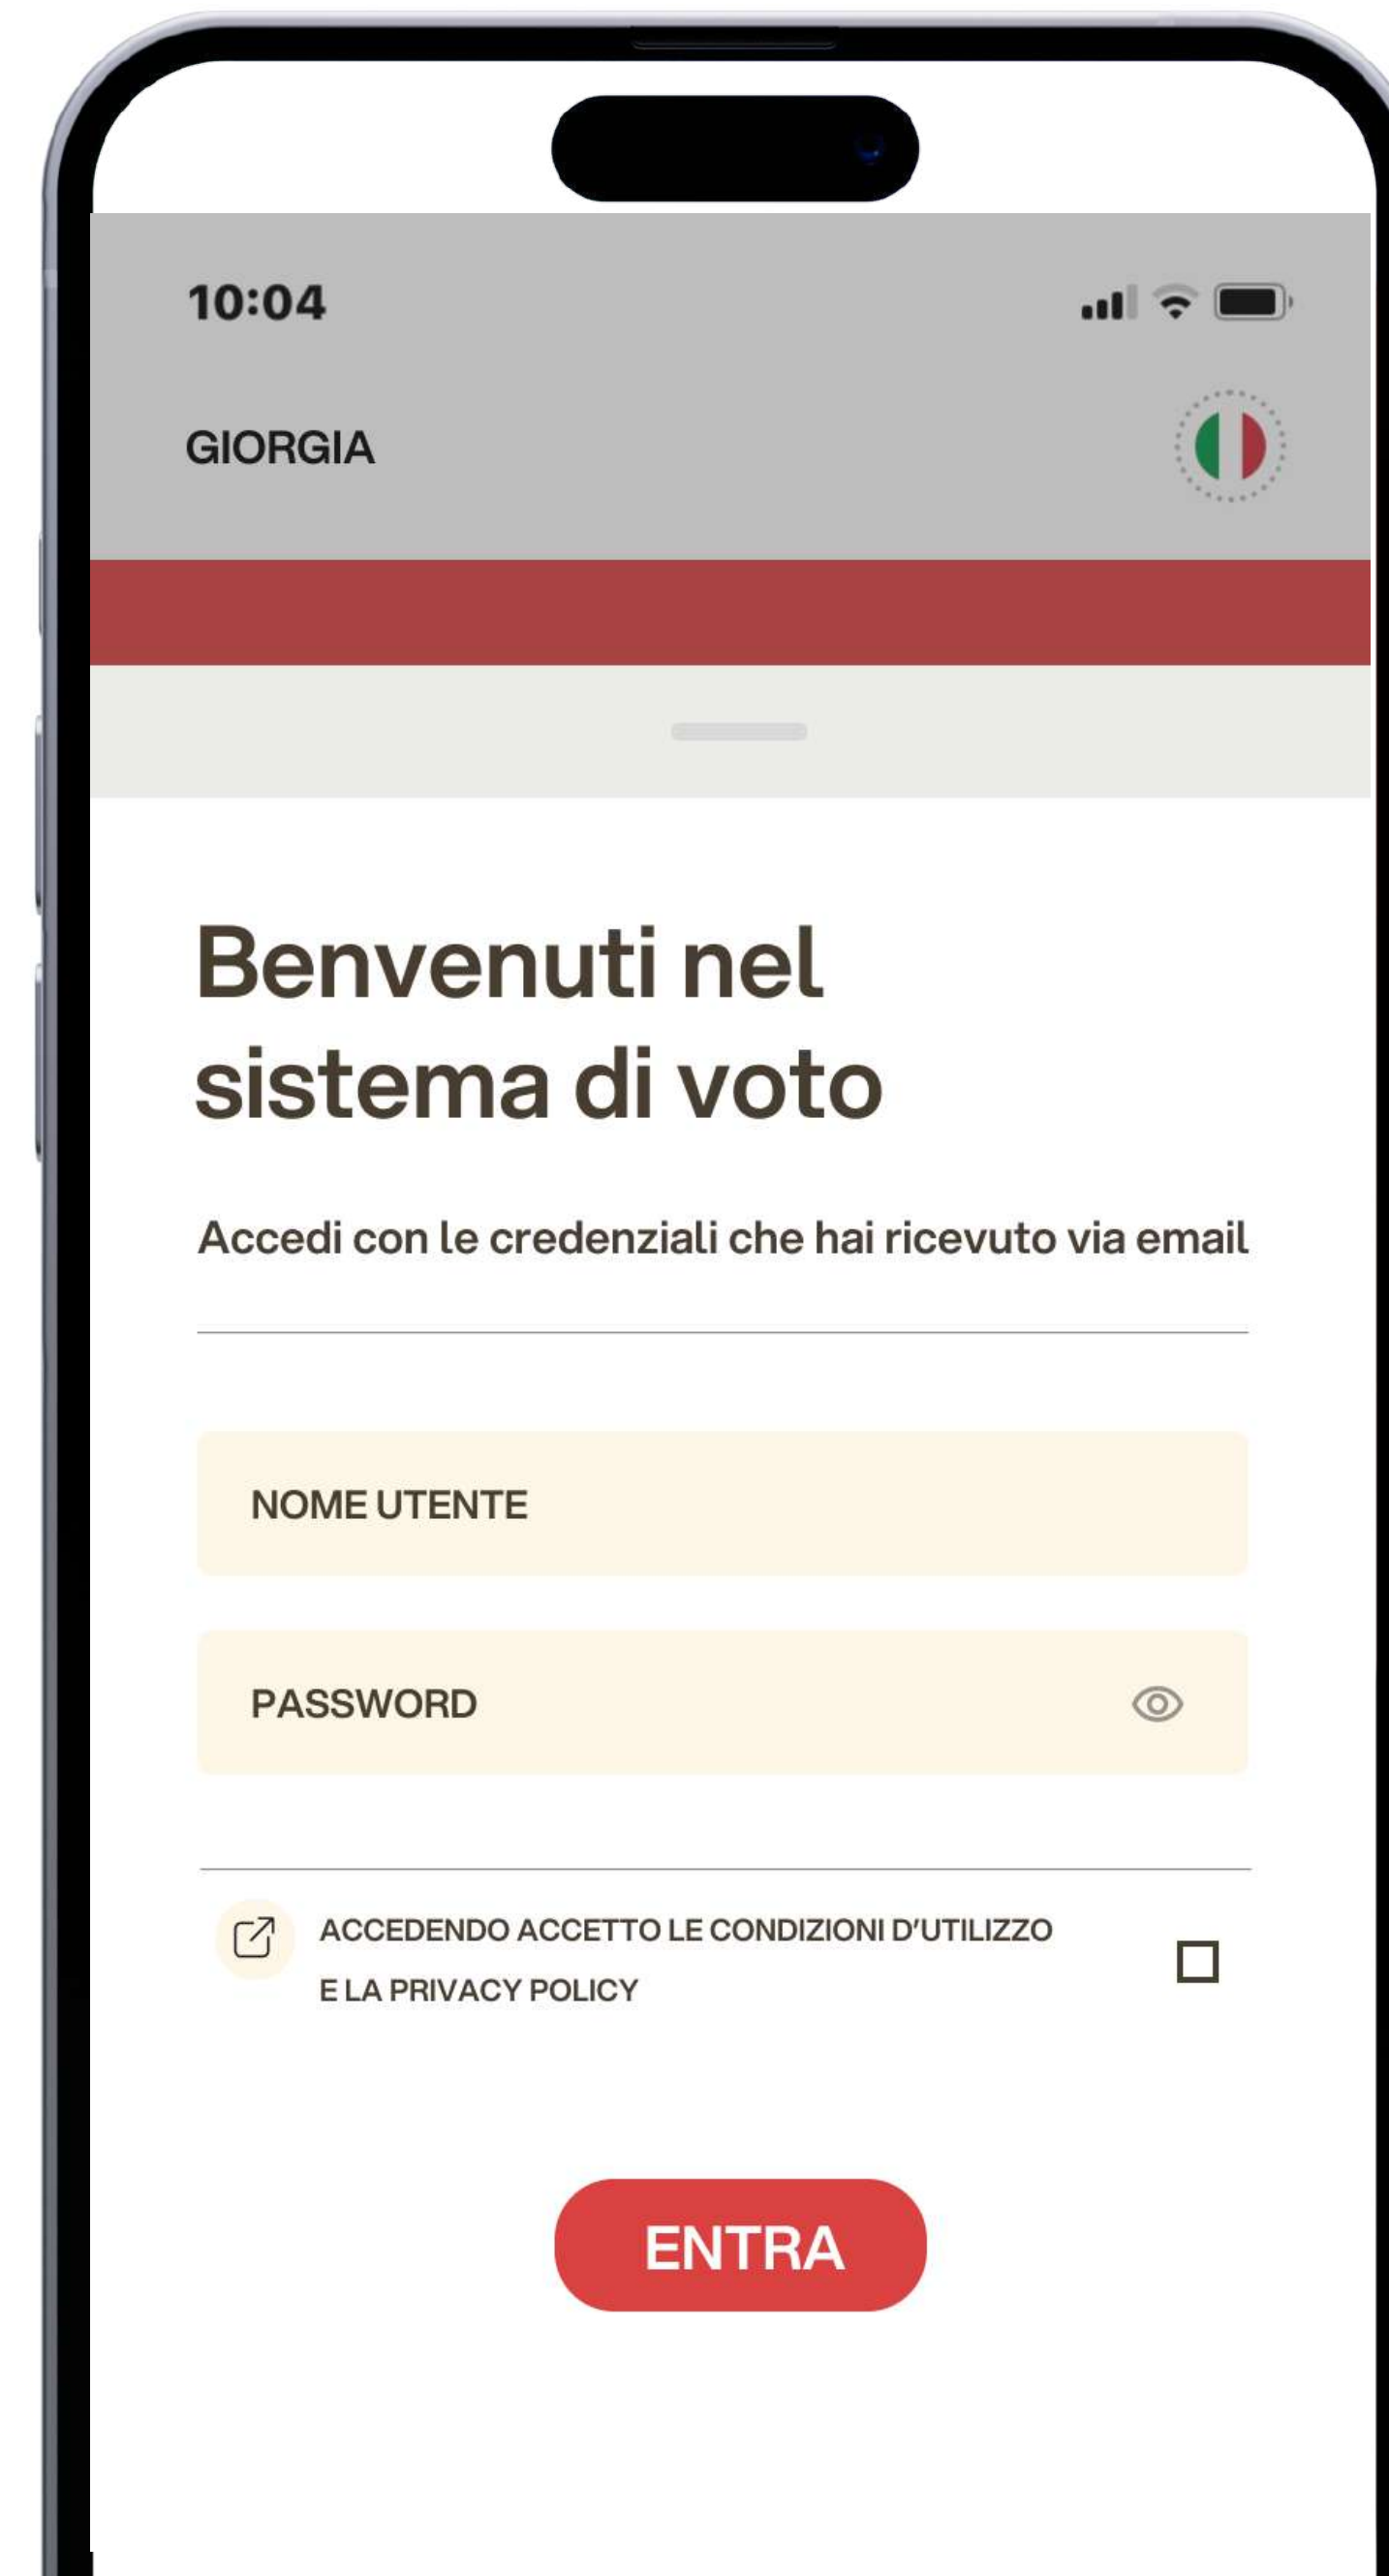 10:04
GIORGIA
Benvenuti nel
sistema di voto
Accedi con le credenziali che hai ricevuto via email
NOME UTENTE
PASSWORD
ACCEDENDO ACCETTO LE CONDIZIONI D’UTILIZZO
E LA PRIVACY POLICY
ENTRA